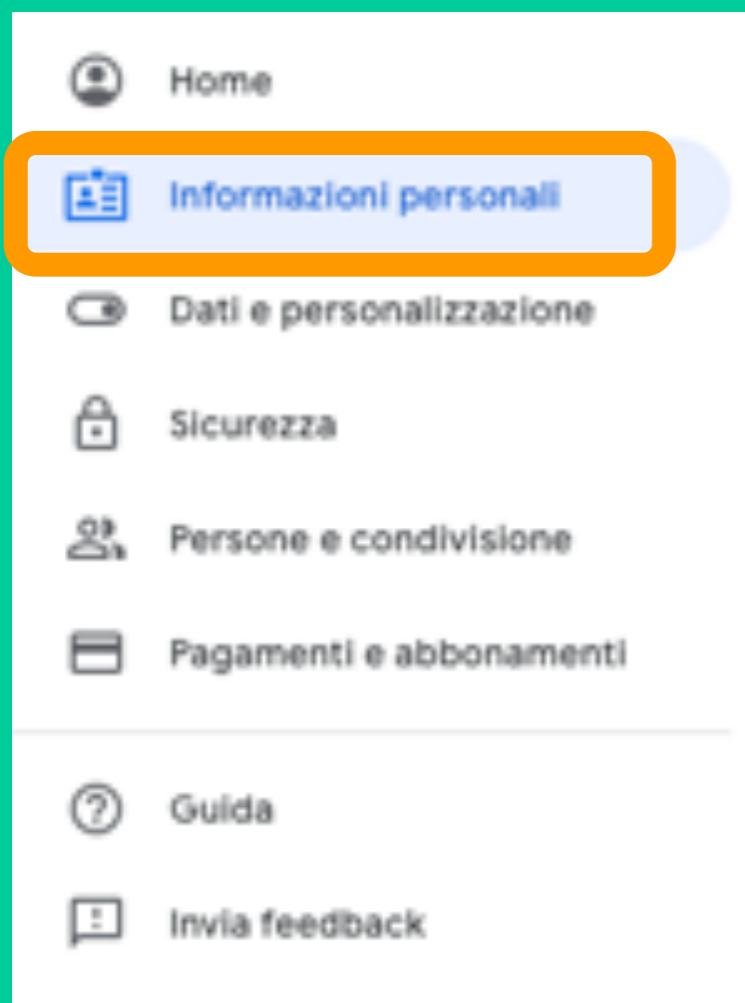 Home
Informazioni personali
Dati e personalizzazione
Sicurezza
Persone e condivisione
Pagamenti e abbonamenti
Guida
Invia feedback